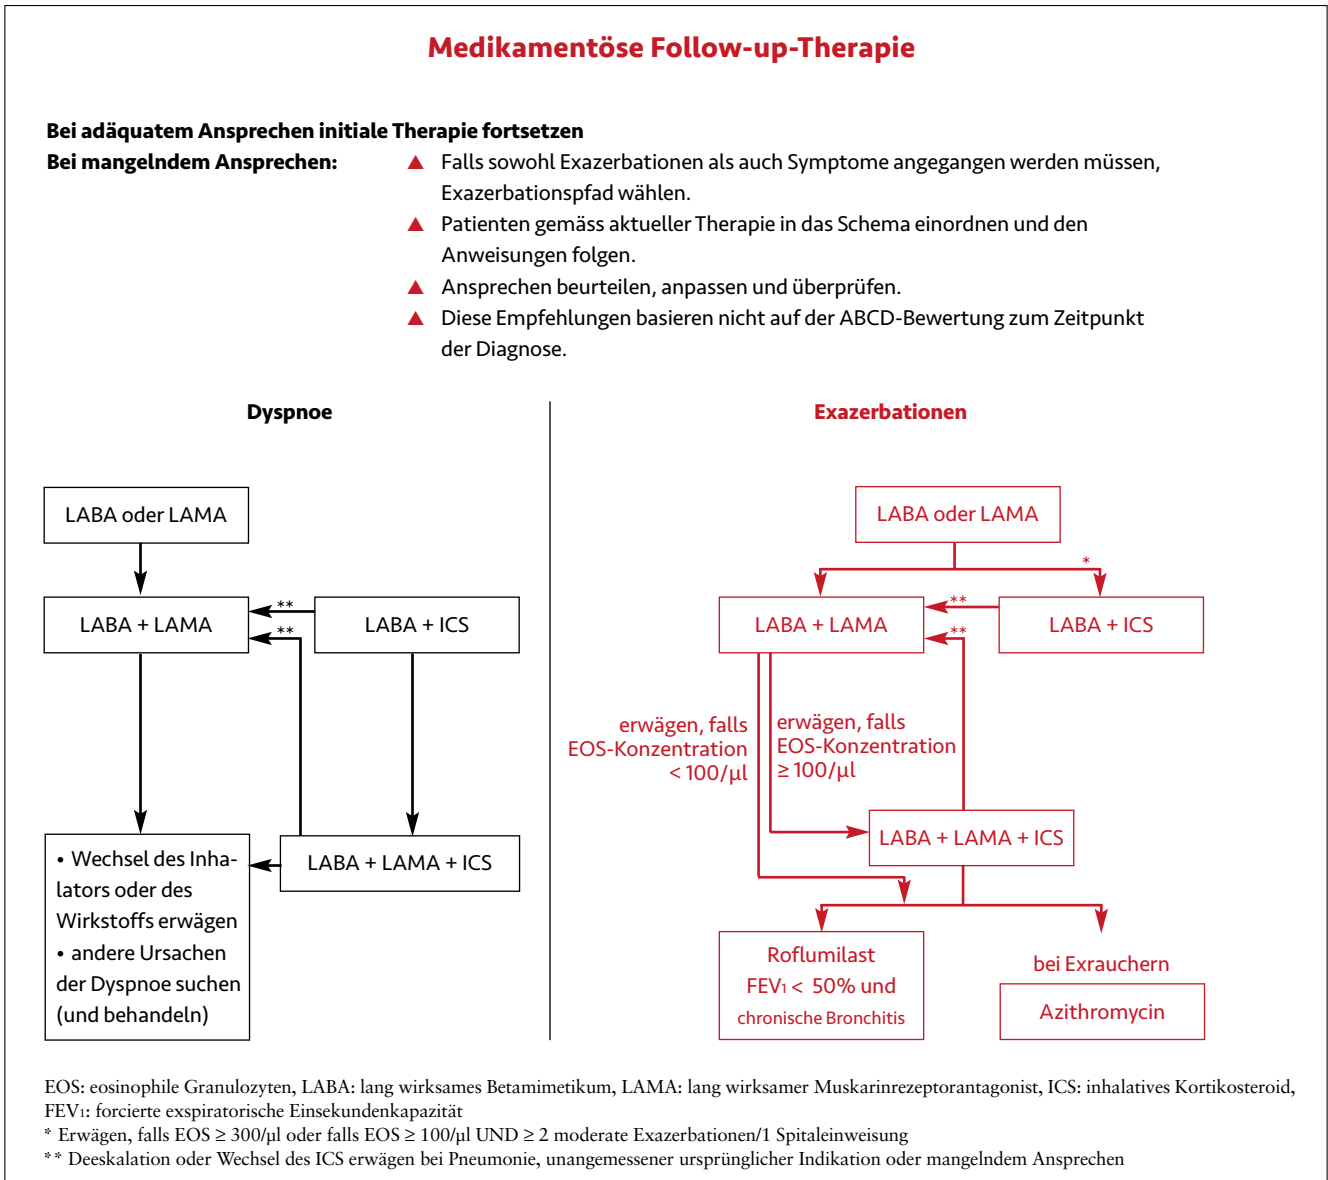 Medikamentöse Follow-up-Therapie
Bei adäquatem Ansprechen initiale Therapie fortsetzen
Bei mangelndem Ansprechen:
▲ Falls sowohl Exazerbationen als auch Symptome angegangen werden müssen,
Exazerbationspfad wählen.
▲ Patienten gemäss aktueller Therapie in das Schema einordnen und den
Anweisungen folgen.
▲ Ansprechen beurteilen, anpassen und überprüfen.
▲ Diese Empfehlungen basieren nicht auf der ABCD-Bewertung zum Zeitpunkt
der Diagnose.
Dyspnoe
LABA oder LAMA
LABA + LAMA
**
**
LABA + ICS
LABA + LAMA + ICS
• Wechsel des Inha-
lators oder des
Wirkstoffs erwägen
• andere Ursachen
der Dyspnoe suchen
(und behandeln)
Exazerbationen
LABA oder LAMA
*
LABA + LAMA
**
**
LABA + ICS
erwägen, falls
EOS-Konzentration
< 100/µl
erwägen, falls
EOS-Konzentration
≥ 100/µl
LABA + LAMA + ICS
Roflumilast
FEV₁ < 50% und
chronische Bronchitis
bei Exrauchern
Azithromycin
EOS: eosinophile Granulozyten, LABA: lang wirksames Betamimetikum, LAMA: lang wirksamer Muskarinrezeptorantagonist, ICS: inhalatives Kortikosteroid,
FEV₁: forcierte exspiratorische Einsekundenkapazität
* Erwägen, falls EOS ≥ 300/µl oder falls EOS ≥ 100/µl UND ≥ 2 moderate Exazerbationen/1 Spitaleinweisung
** Deeskalation oder Wechsel des ICS erwägen bei Pneumonie, unangemessener ursprünglicher Indikation oder mangelndem Ansprechen